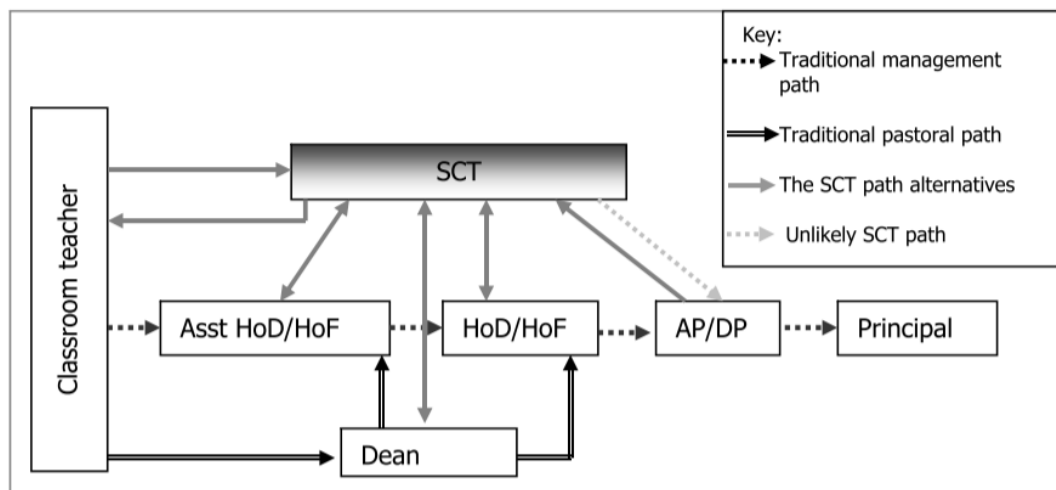 Key:
Traditional management
path
Traditional pastoral path
The SCT path alternatives
Unlikely SCT path
Classroom teacher
SCT
Asst HoD/HoF
HoD/HoF
AP/DP
Principal
Dean